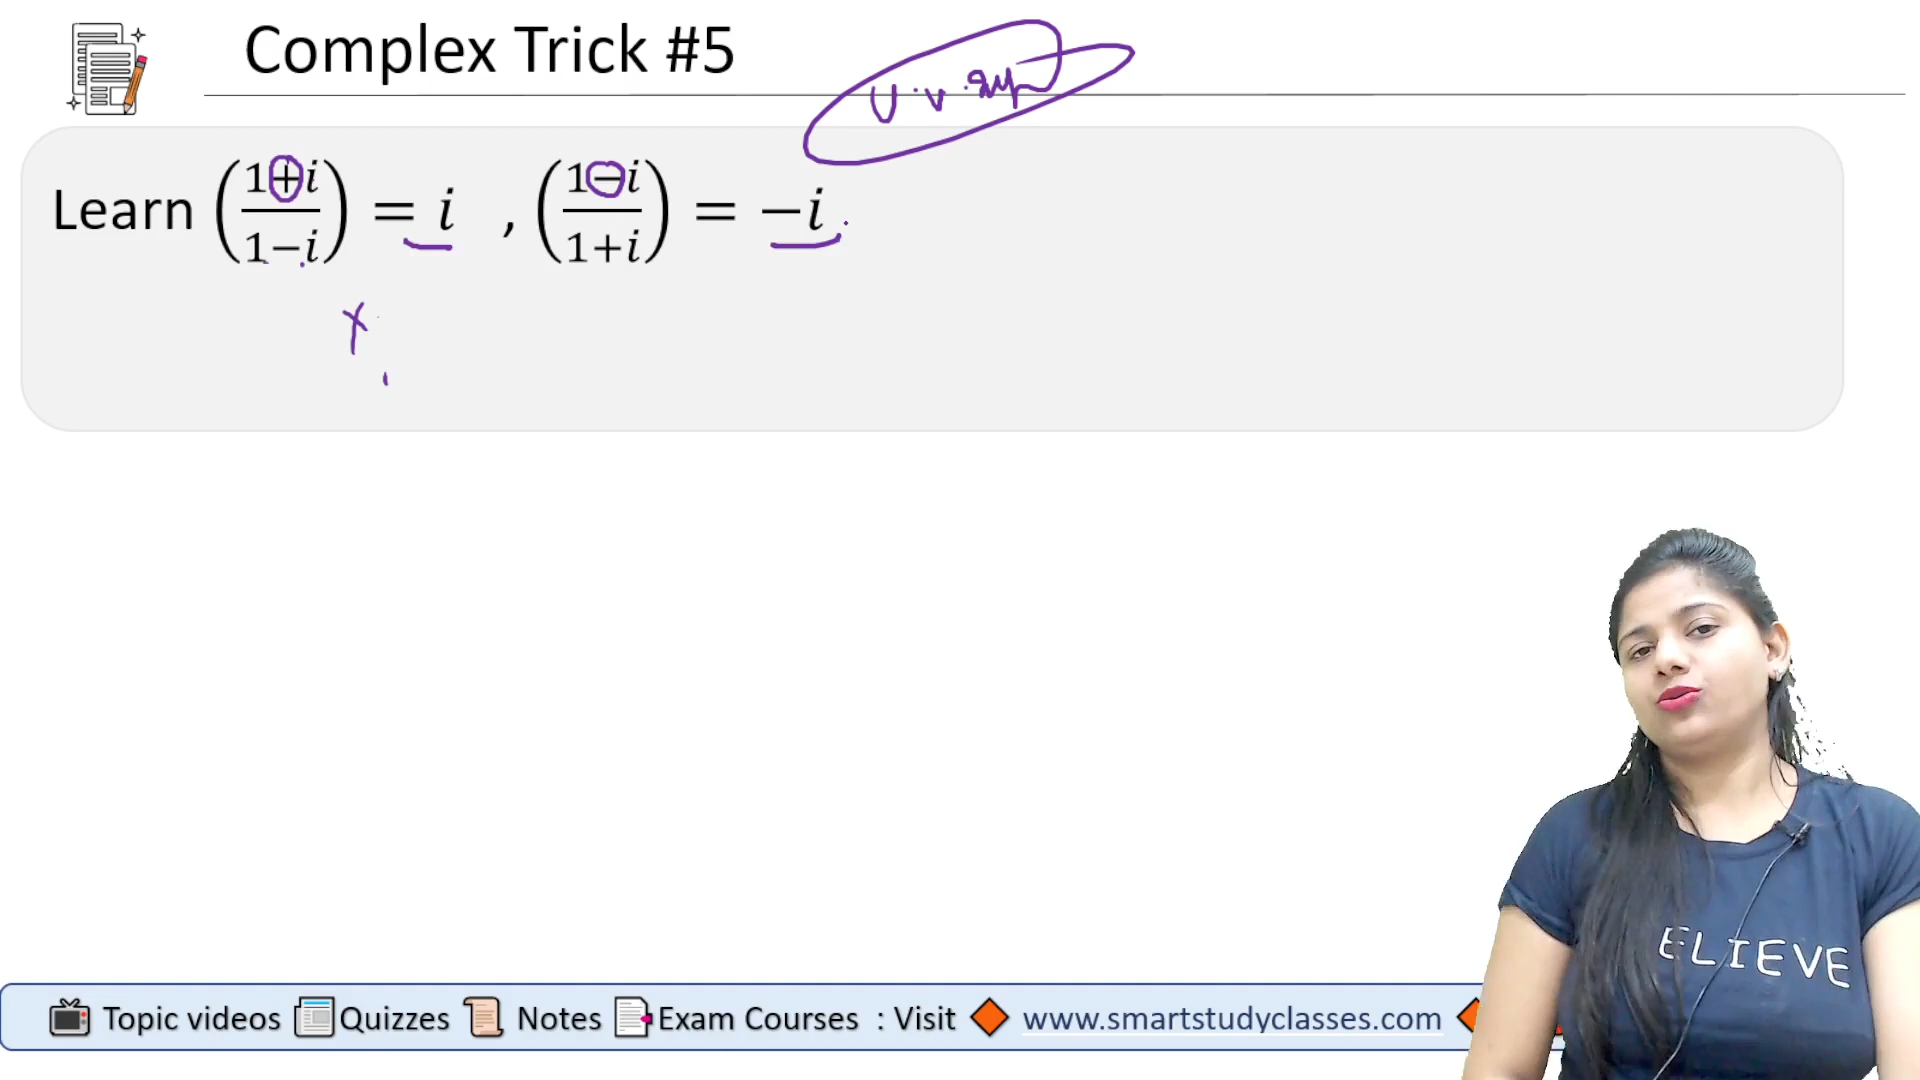 Complex Trick #5
v.v.imp
Learn (1+i / 1−i) = i , (1−i / 1+i) = −i
ELIEVE
Topic videos Quizzes Notes Exam Courses : Visit www.smartstudyclasses.com